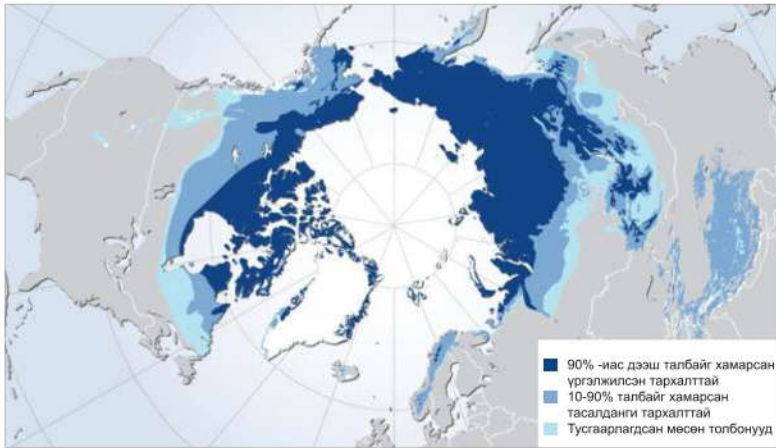 90% -иас дээш талбайг хамарсан
үргэлжилсэн тархалттай
10-90% талбайг хамарсан
тасалданги тархалттай
Тусгаарлагдсан мөсөн толбонууд